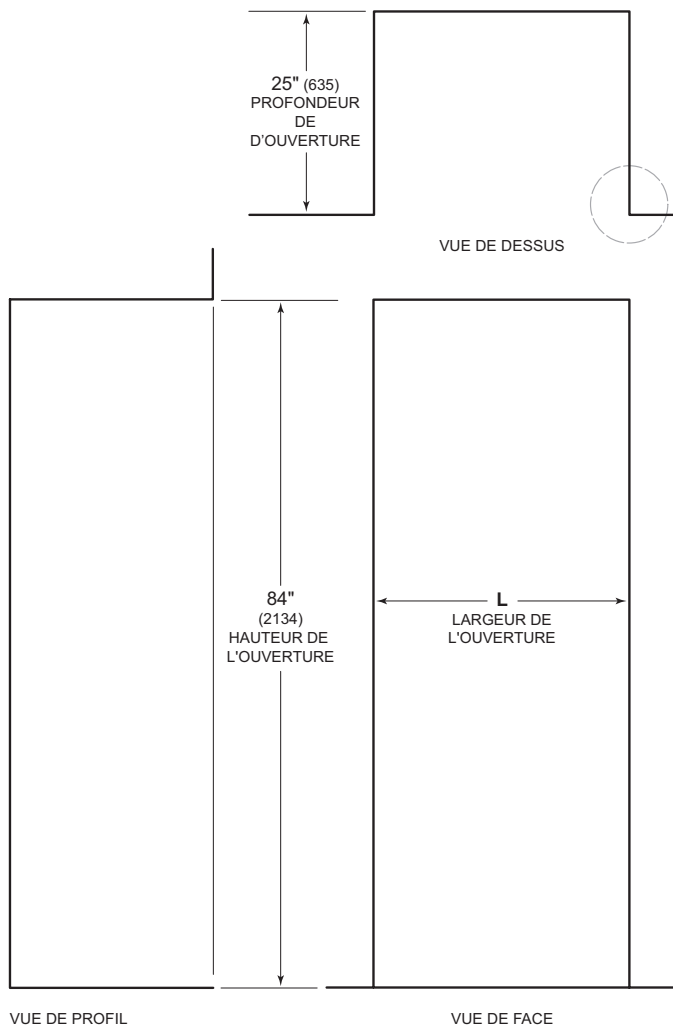 25" (635)
PROFONDEUR
DE
D'OUVERTURE
VUE DE DESSUS
84"
(2134)
HAUTEUR DE
L'OUVERTURE
L
LARGEUR DE
L'OUVERTURE
VUE DE PROFIL
VUE DE FACE